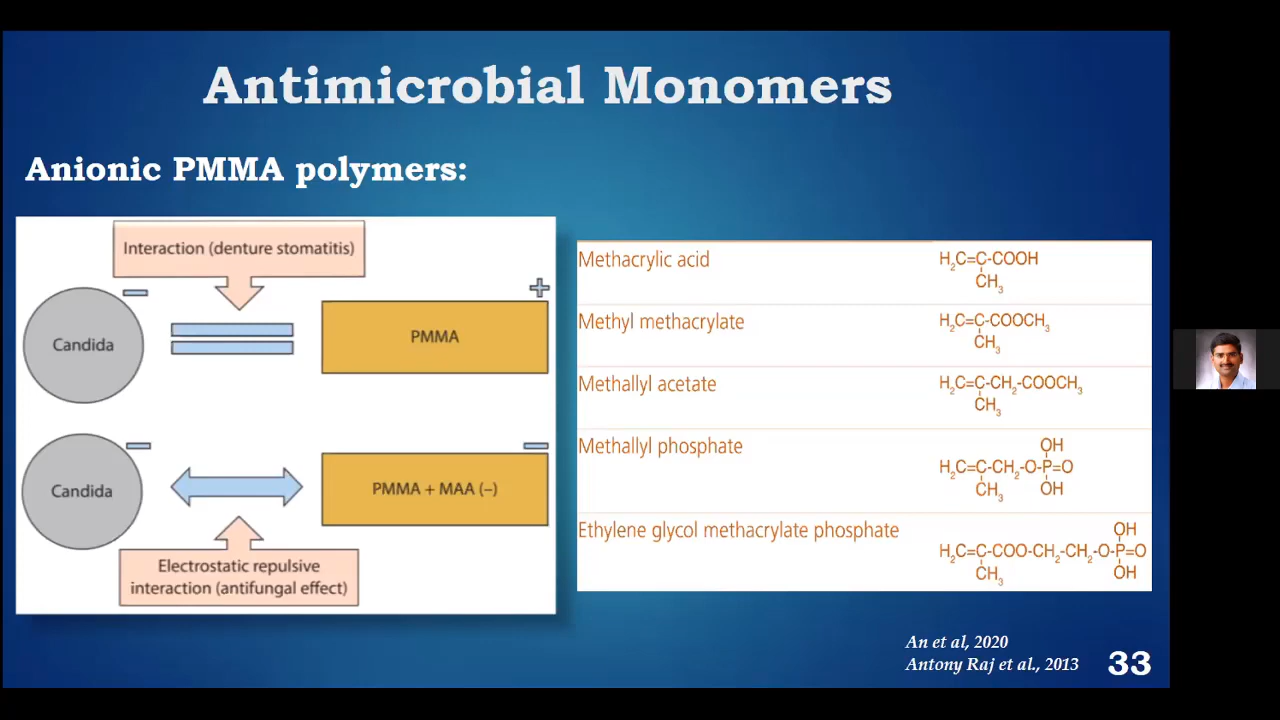 Antimicrobial Monomers
Anionic PMMA polymers:
Interaction (denture stomatitis)
−
+
Candida
PMMA
−
−
Candida
PMMA + MAA (–)
Electrostatic repulsive
interaction (antifungal effect)
Methacrylic acid
H₂C=C-COOH
CH₃
Methyl methacrylate
H₂C=C-COOCH₃
CH₃
Methallyl acetate
H₂C=C-CH₂-COOCH₃
CH₃
Methallyl phosphate
OH
H₂C=C-CH₂-O-P=O
CH₃ OH
Ethylene glycol methacrylate phosphate
OH
H₂C=C-COO-CH₂-CH₂-O-P=O
CH₃ OH
An et al, 2020
Antony Raj et al., 2013
33